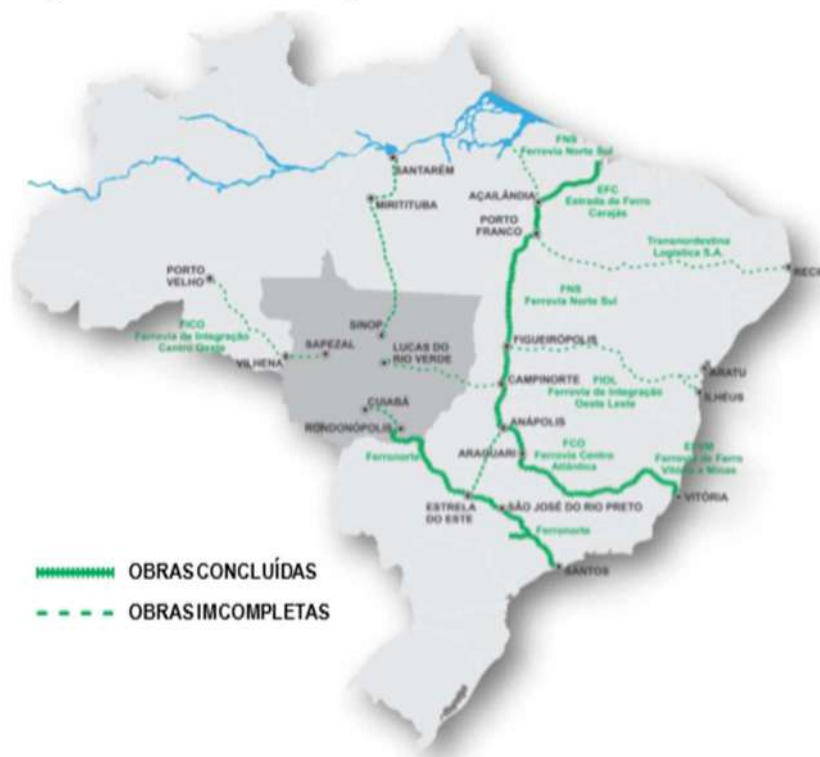 FNS
Ferrovia Norte Sul
SANTARÉM
AÇAILÂNDIA
EFC
Estrada de Ferro
Carajás
MIRITITUBA
PORTO
FRANCO
Transnordestina
Logística S.A.
RECI
PORTO
VELHO
FNS
Ferrovia Norte Sul
FICO
Ferrovia de Integração
Centro Oeste
SINOP
SAPEZAL
LUCAS DO
RIO VERDE
FIGUEIRÓPOLIS
VILHENA
ARATU
CAMPINORTE
FIOL
Ferrovia de Integração
Oeste Leste
ILHÉUS
CUIABÁ
RONDONÓPOLIS
ANÁPOLIS
ARAGUARI
FCO
Ferrovia Centro
Atlântica
Ferrovia de Ferro
Vitória a Minas
Ferronorte
VITÓRIA
ESTRELA
DO ESTE
SÃO JOSÉ DO RIO PRETO
Ferronorte
SANTOS
OBRAS CONCLUÍDAS
OBRAS IMCOMPLETAS